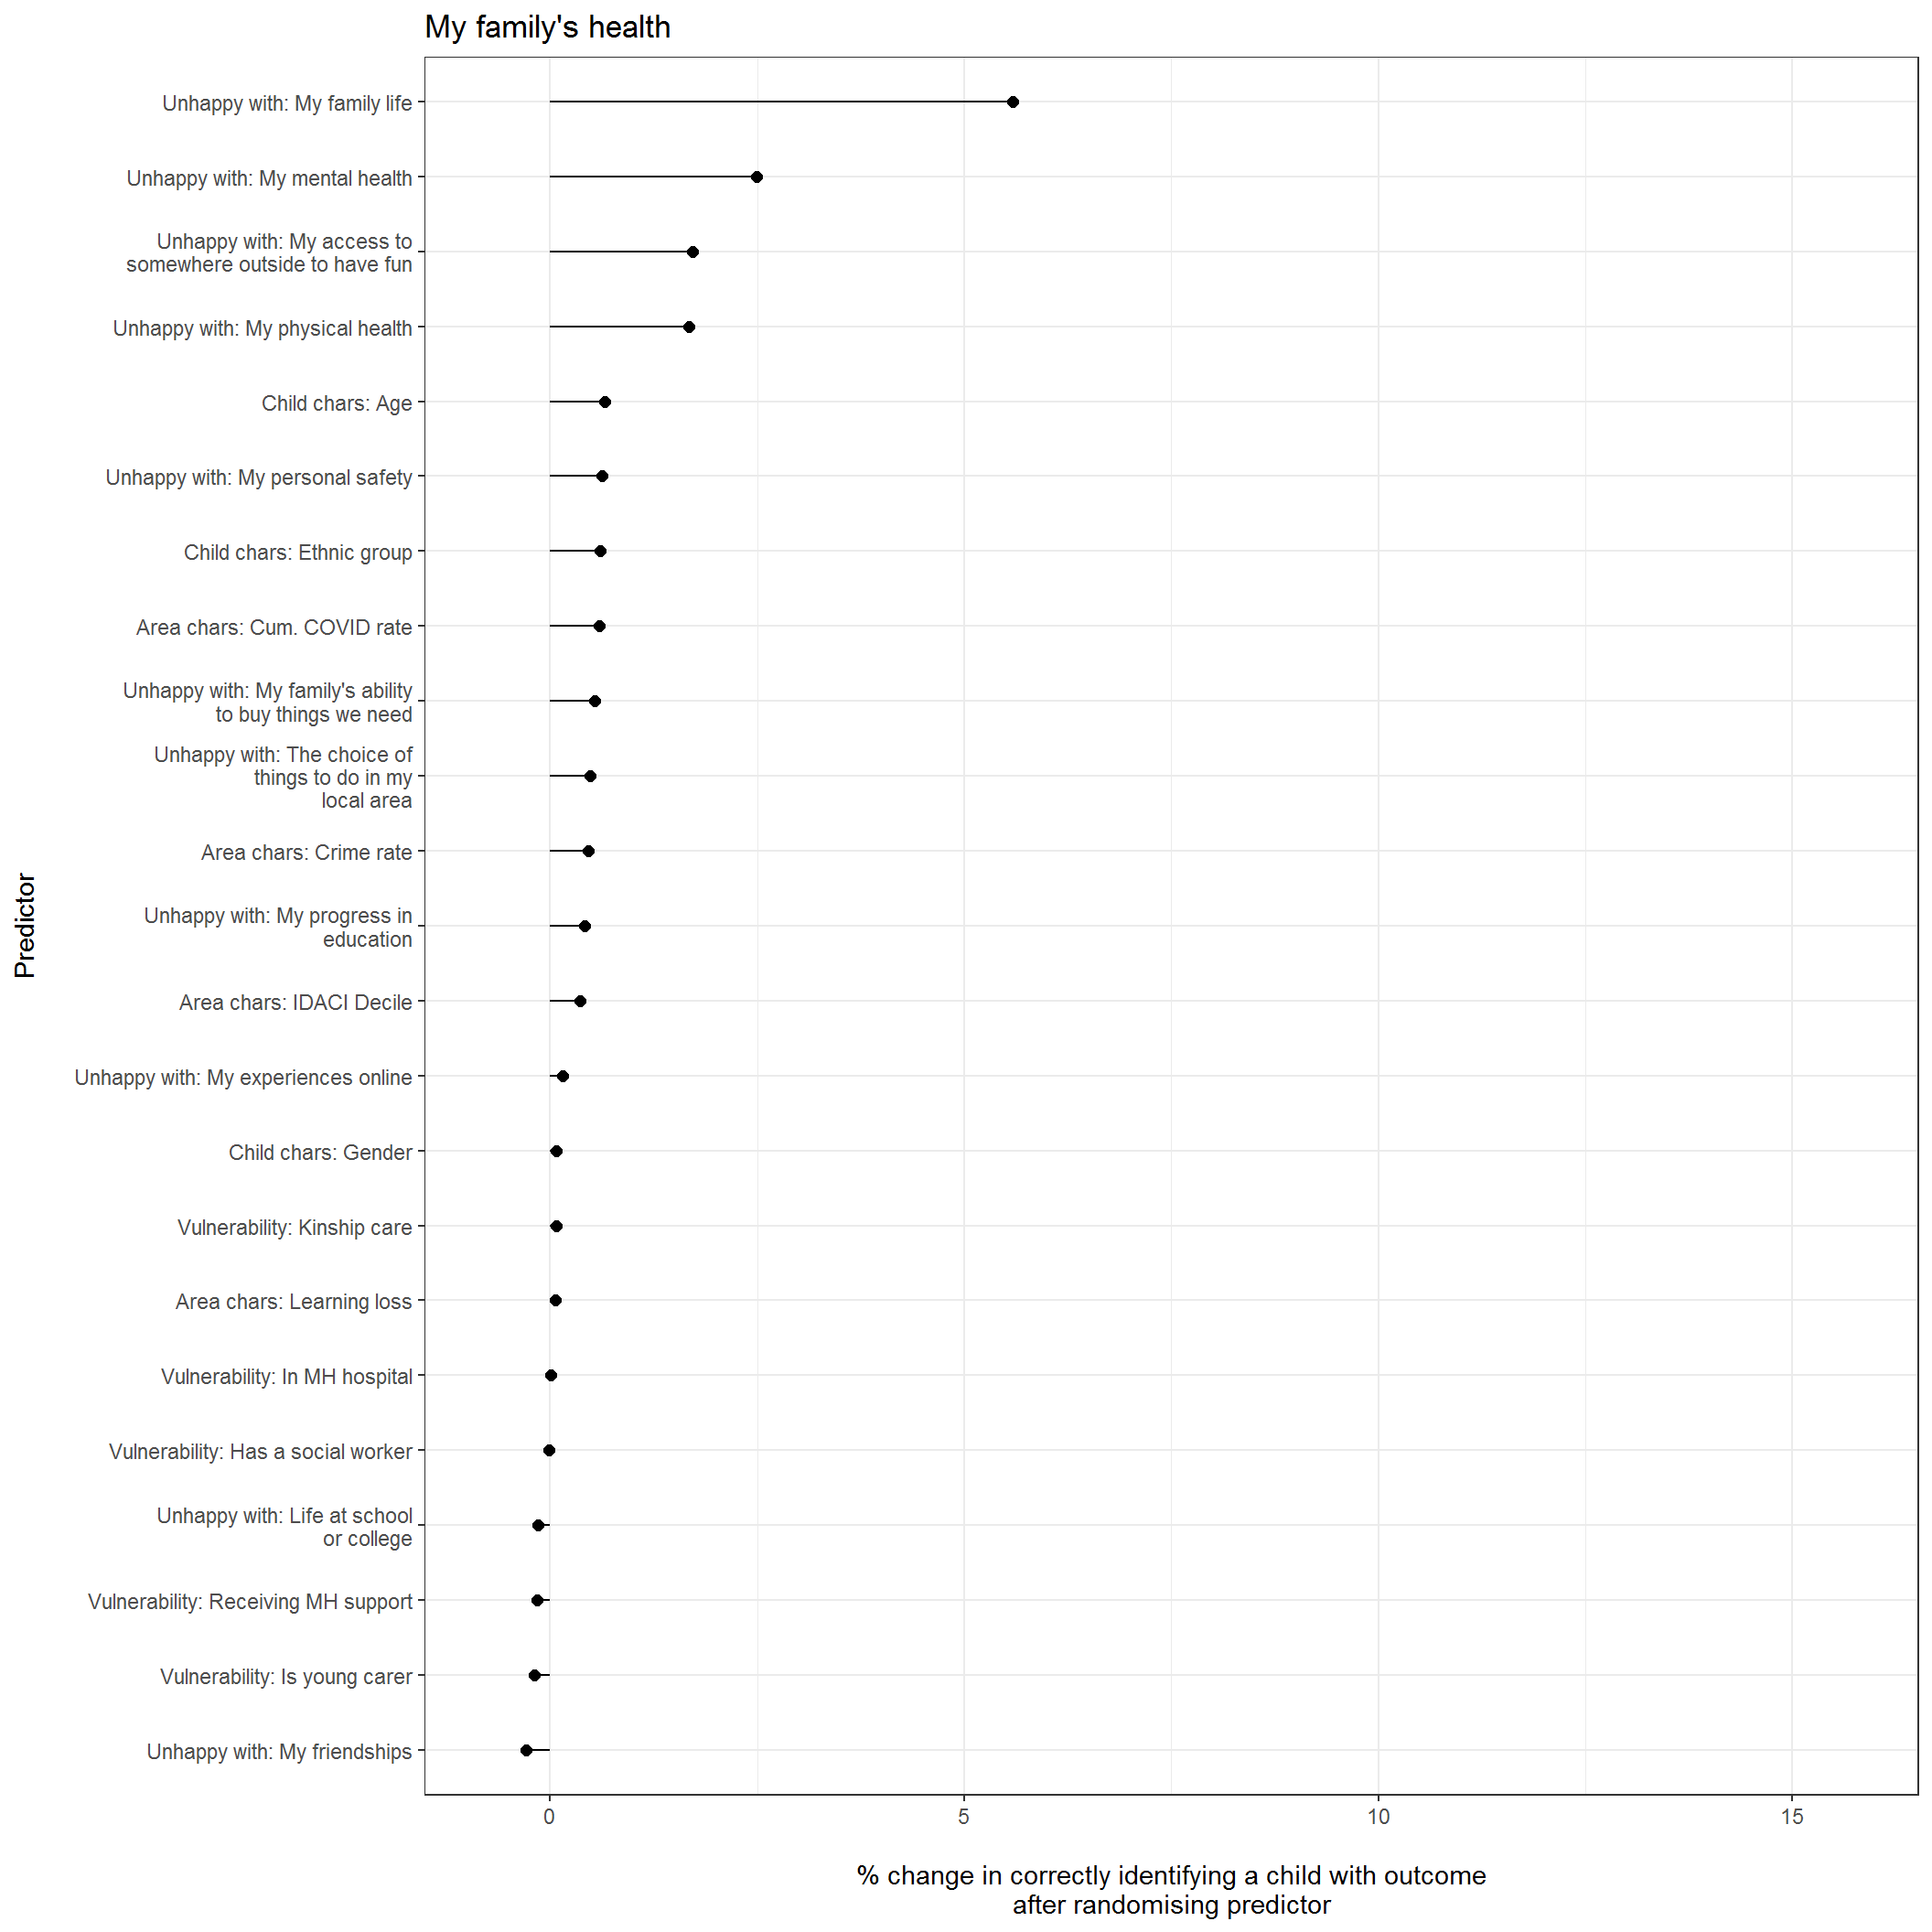 My family's health
Unhappy with: My family life
Unhappy with: My mental health
Unhappy with: My access to
somewhere outside to have fun
Unhappy with: My physical health
Child chars: Age
Unhappy with: My personal safety
Child chars: Ethnic group
Area chars: Cum. COVID rate
Unhappy with: My family's ability
to buy things we need
Unhappy with: The choice of
things to do in my
local area
Area chars: Crime rate
Unhappy with: My progress in
education
Area chars: IDACI Decile
Unhappy with: My experiences online
Child chars: Gender
Vulnerability: Kinship care
Area chars: Learning loss
Vulnerability: In MH hospital
Vulnerability: Has a social worker
Unhappy with: Life at school
or college
Vulnerability: Receiving MH support
Vulnerability: Is young carer
Unhappy with: My friendships
Predictor
0 5 10 15
% change in correctly identifying a child with outcome
after randomising predictor